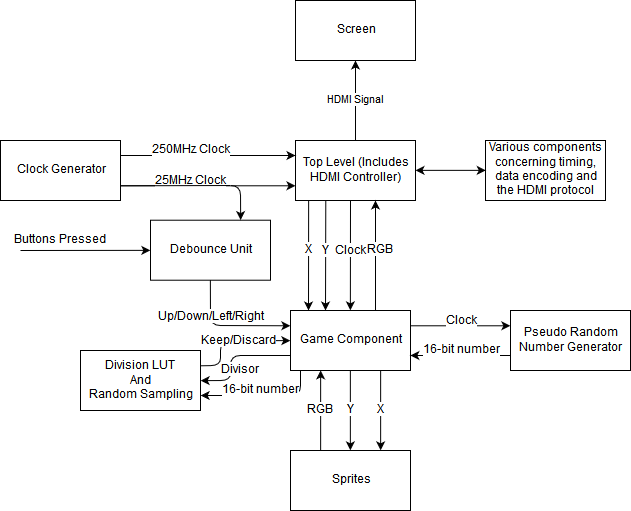 Screen
HDMI Signal
250MHz Clock
Clock Generator
Top Level (Includes
HDMI Controller)
Various components
concerning timing,
data encoding and
the HDMI protocol
25MHz Clock
Buttons Pressed
Debounce Unit
X
Y
Clock
RGB
Up/Down/Left/Right
Keep/Discard
Game Component
Clock
Pseudo Random
Number Generator
16-bit number
Division LUT
And
Random Sampling
Divisor
16-bit number
RGB
Y
X
Sprites